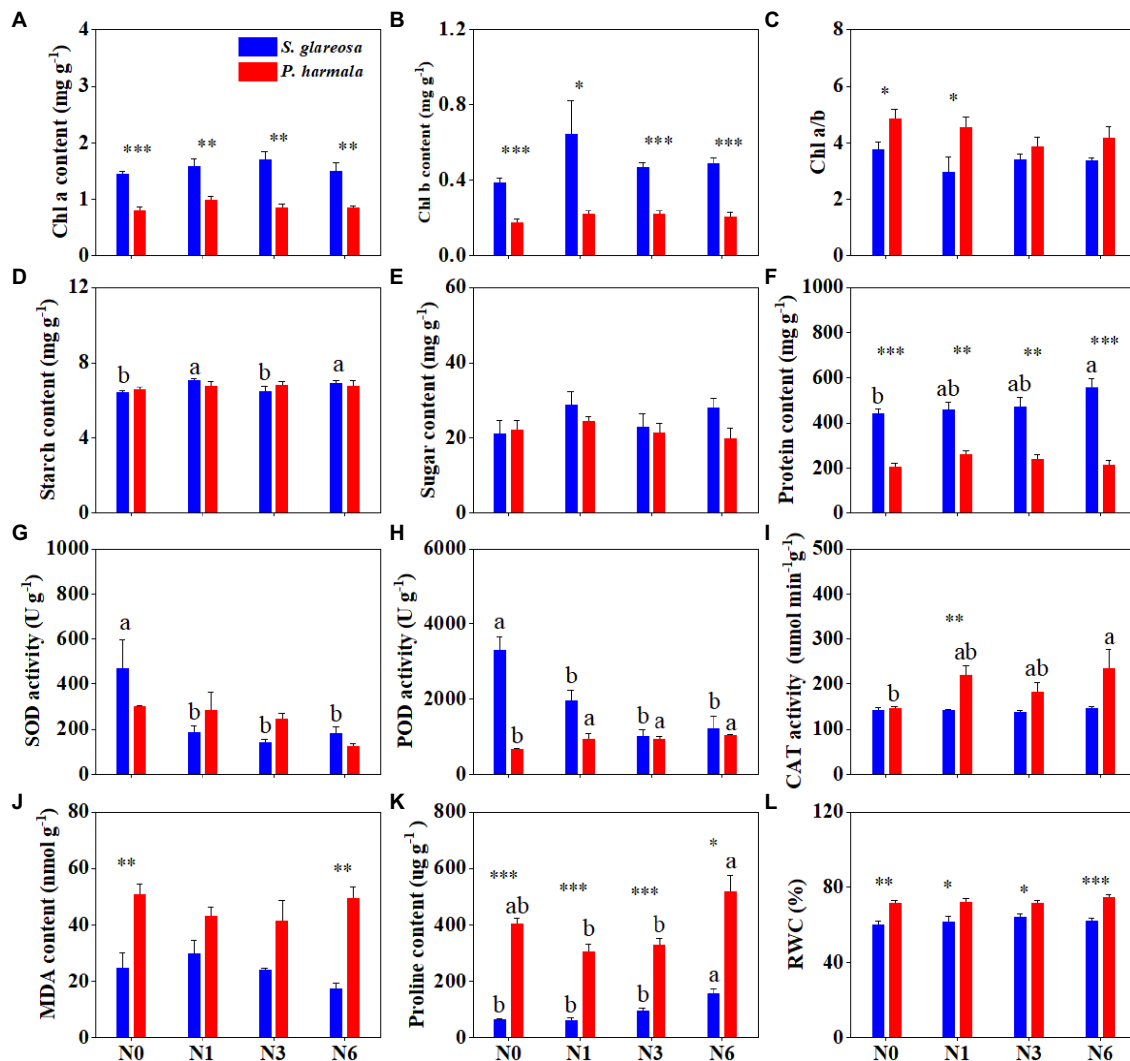 A
Chl a content (mg g-1)
4
3
2
1
0
S. glareosa
P. harmala
***
**
**
**
B
Chl b content (mg g-1)
1.2
0.8
0.4
0.0
***
*
***
***
C
Chl a/b
8
6
4
2
0
*
*
D
Starch content (mg g-1)
12
8
4
0
b
a
b
a
E
Sugar content (mg g-1)
60
40
20
0
F
Protein content (mg g-1)
1000
800
600
400
200
0
***
**
**
***
b
ab
ab
a
G
SOD activity (U g-1)
1000
800
600
400
200
0
a
b
b
b
H
POD activity (U g-1)
6000
4000
2000
0
a
b
b
a
b
a
b
a
I
CAT activity (umol min-1g-1)
500
400
300
200
100
0
**
b
ab
ab
a
J
MDA content (nmol g-1)
80
60
40
20
0
**
**
N0
N1
N3
N6
K
Proline content (ug g-1)
800
600
400
200
0
***
***
***
*
b
ab
b
b
b
b
a
a
N0
N1
N3
N6
L
RWC (%)
120
80
40
0
**
*
*
***
N0
N1
N3
N6